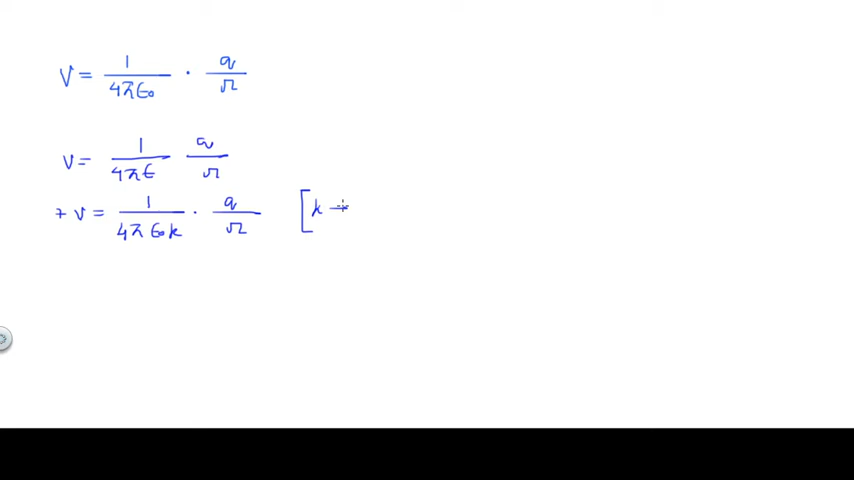 V = 1/4πϵ₀ · q/r
V = 1/4πϵ q/r
→ V = 1/4πϵ₀k · q/r [k →